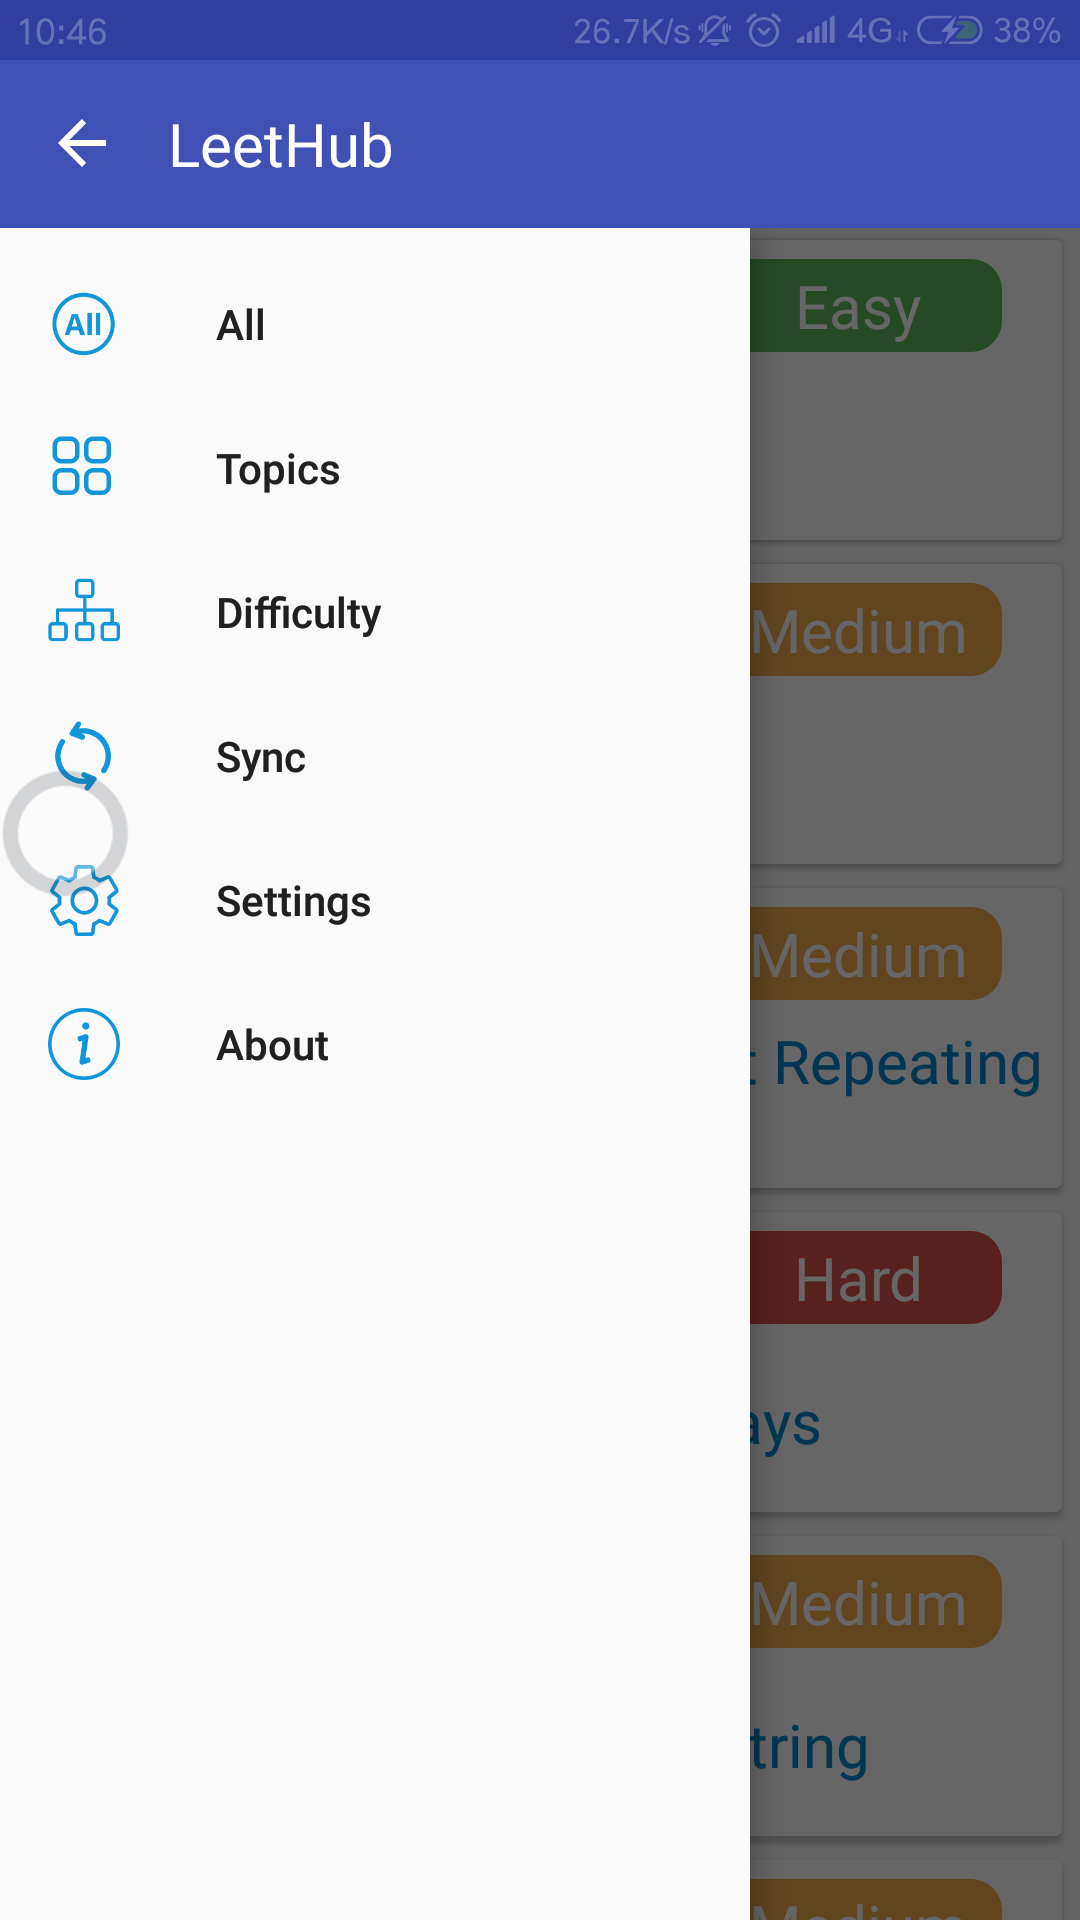 10:46 26.7K/s 4G 38%
LeetHub
All All
Easy
Topics
Difficulty
Medium
Sync
Settings
Medium
About
t Repeating
Hard
ays
Medium
tring
Medium